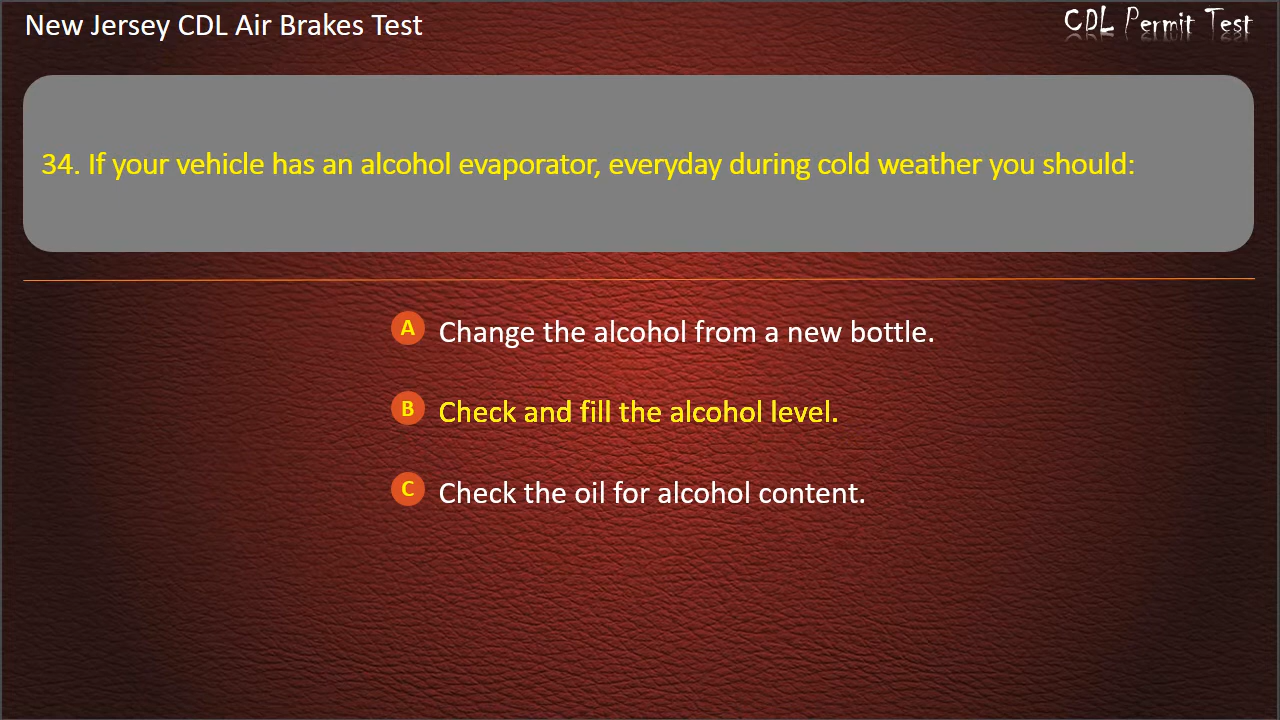 New Jersey CDL Air Brakes Test
CDL Permit Test
34. If your vehicle has an alcohol evaporator, everyday during cold weather you should:
A Change the alcohol from a new bottle.
B Check and fill the alcohol level.
C Check the oil for alcohol content.